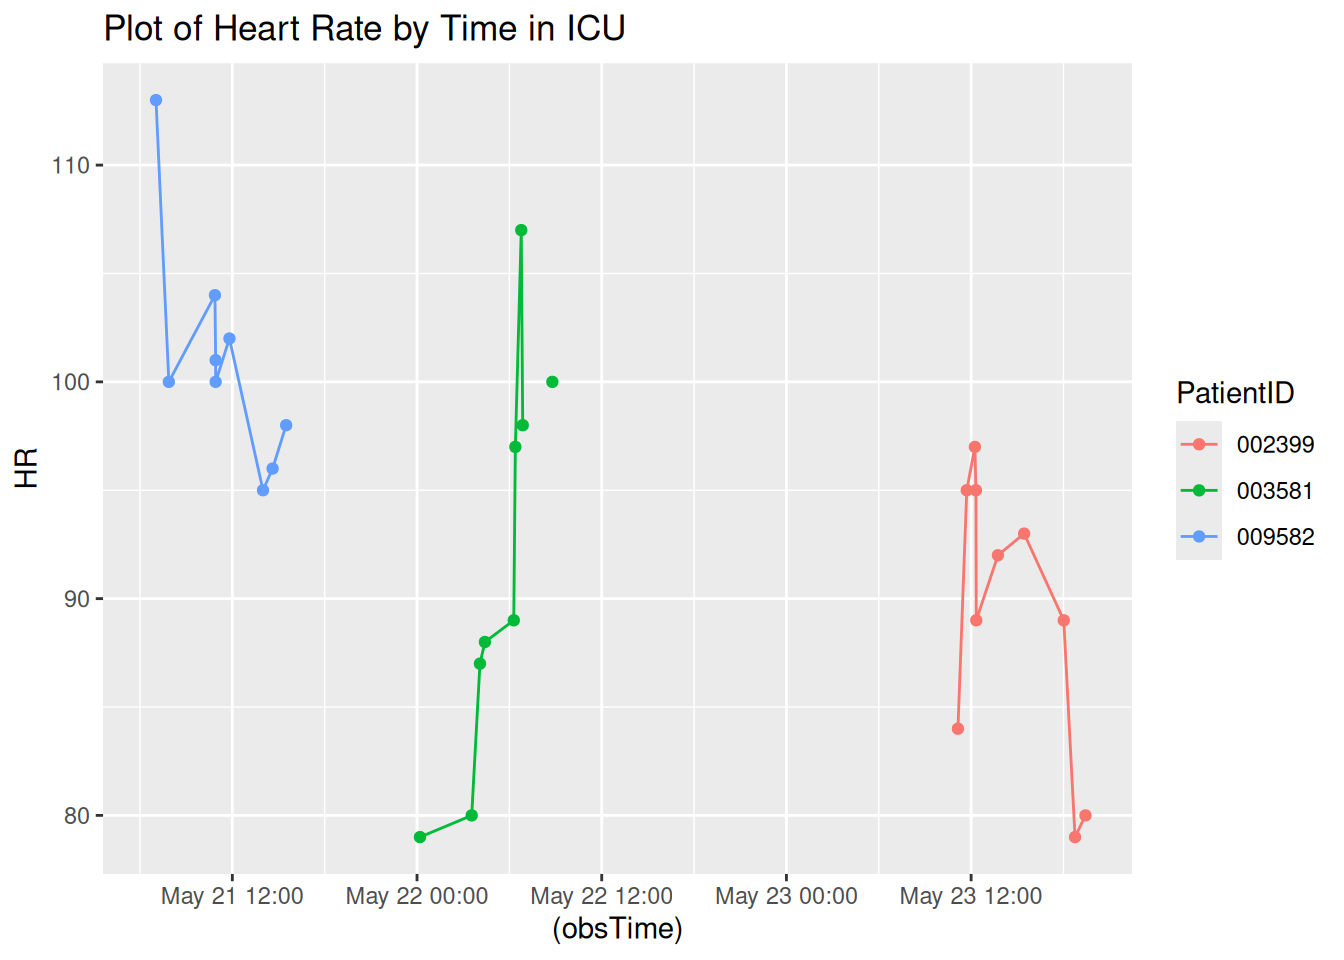 Plot of Heart Rate by Time in ICU
HR
110
100
90
80
May 21 12:00
May 22 00:00
May 22 12:00
May 23 00:00
May 23 12:00
(obsTime)
PatientID
002399
003581
009582